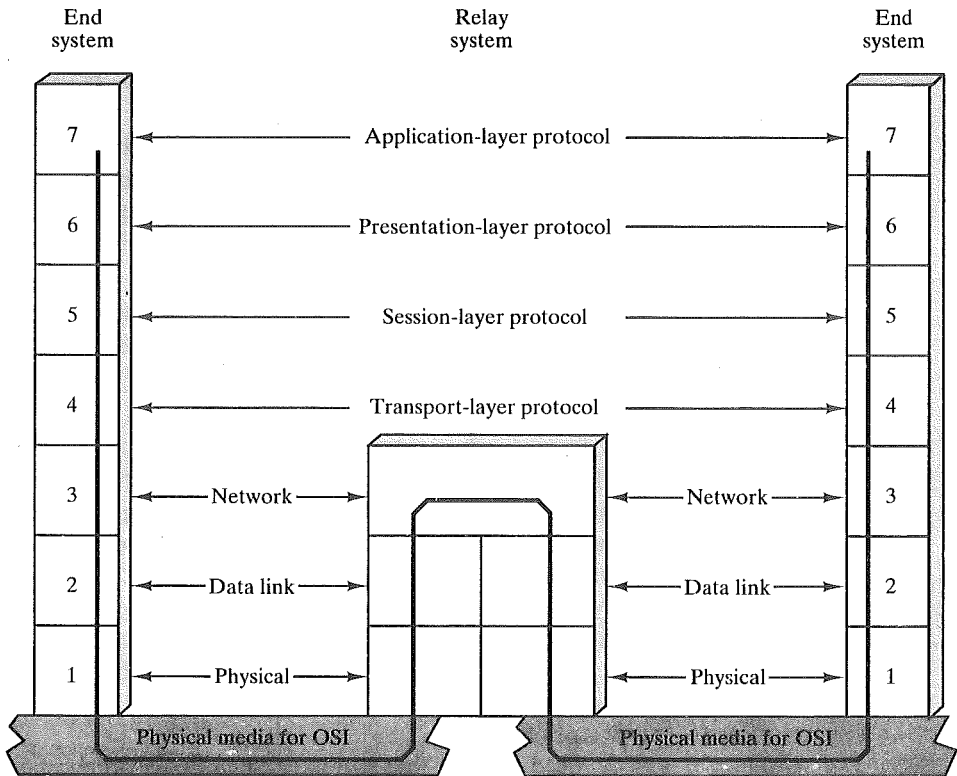 End
system
Relay
system
End
system
7
Application-layer protocol
7
6
Presentation-layer protocol
6
5
Session-layer protocol
5
4
Transport-layer protocol
4
3
Network
Network
3
2
Data link
Data link
2
1
Physical
Physical
1
Physical media for OSI
Physical media for OSI